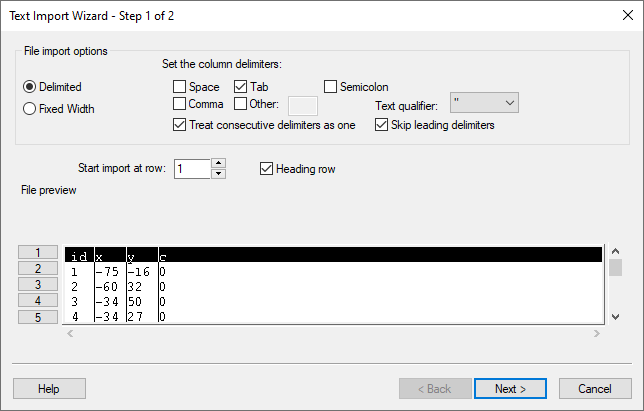 Text Import Wizard - Step 1 of 2
File import options
Set the column delimiters:
Delimited
Space Tab Semicolon
Fixed Width
Comma Other: Text qualifier: "
Treat consecutive delimiters as one Skip leading delimiters
Start import at row: 1 Heading row
File preview
1 id x y c
2 1 -75 -16 0
3 2 -60 32 0
4 3 -34 50 0
5 4 -34 27 0
Help < Back Next > Cancel